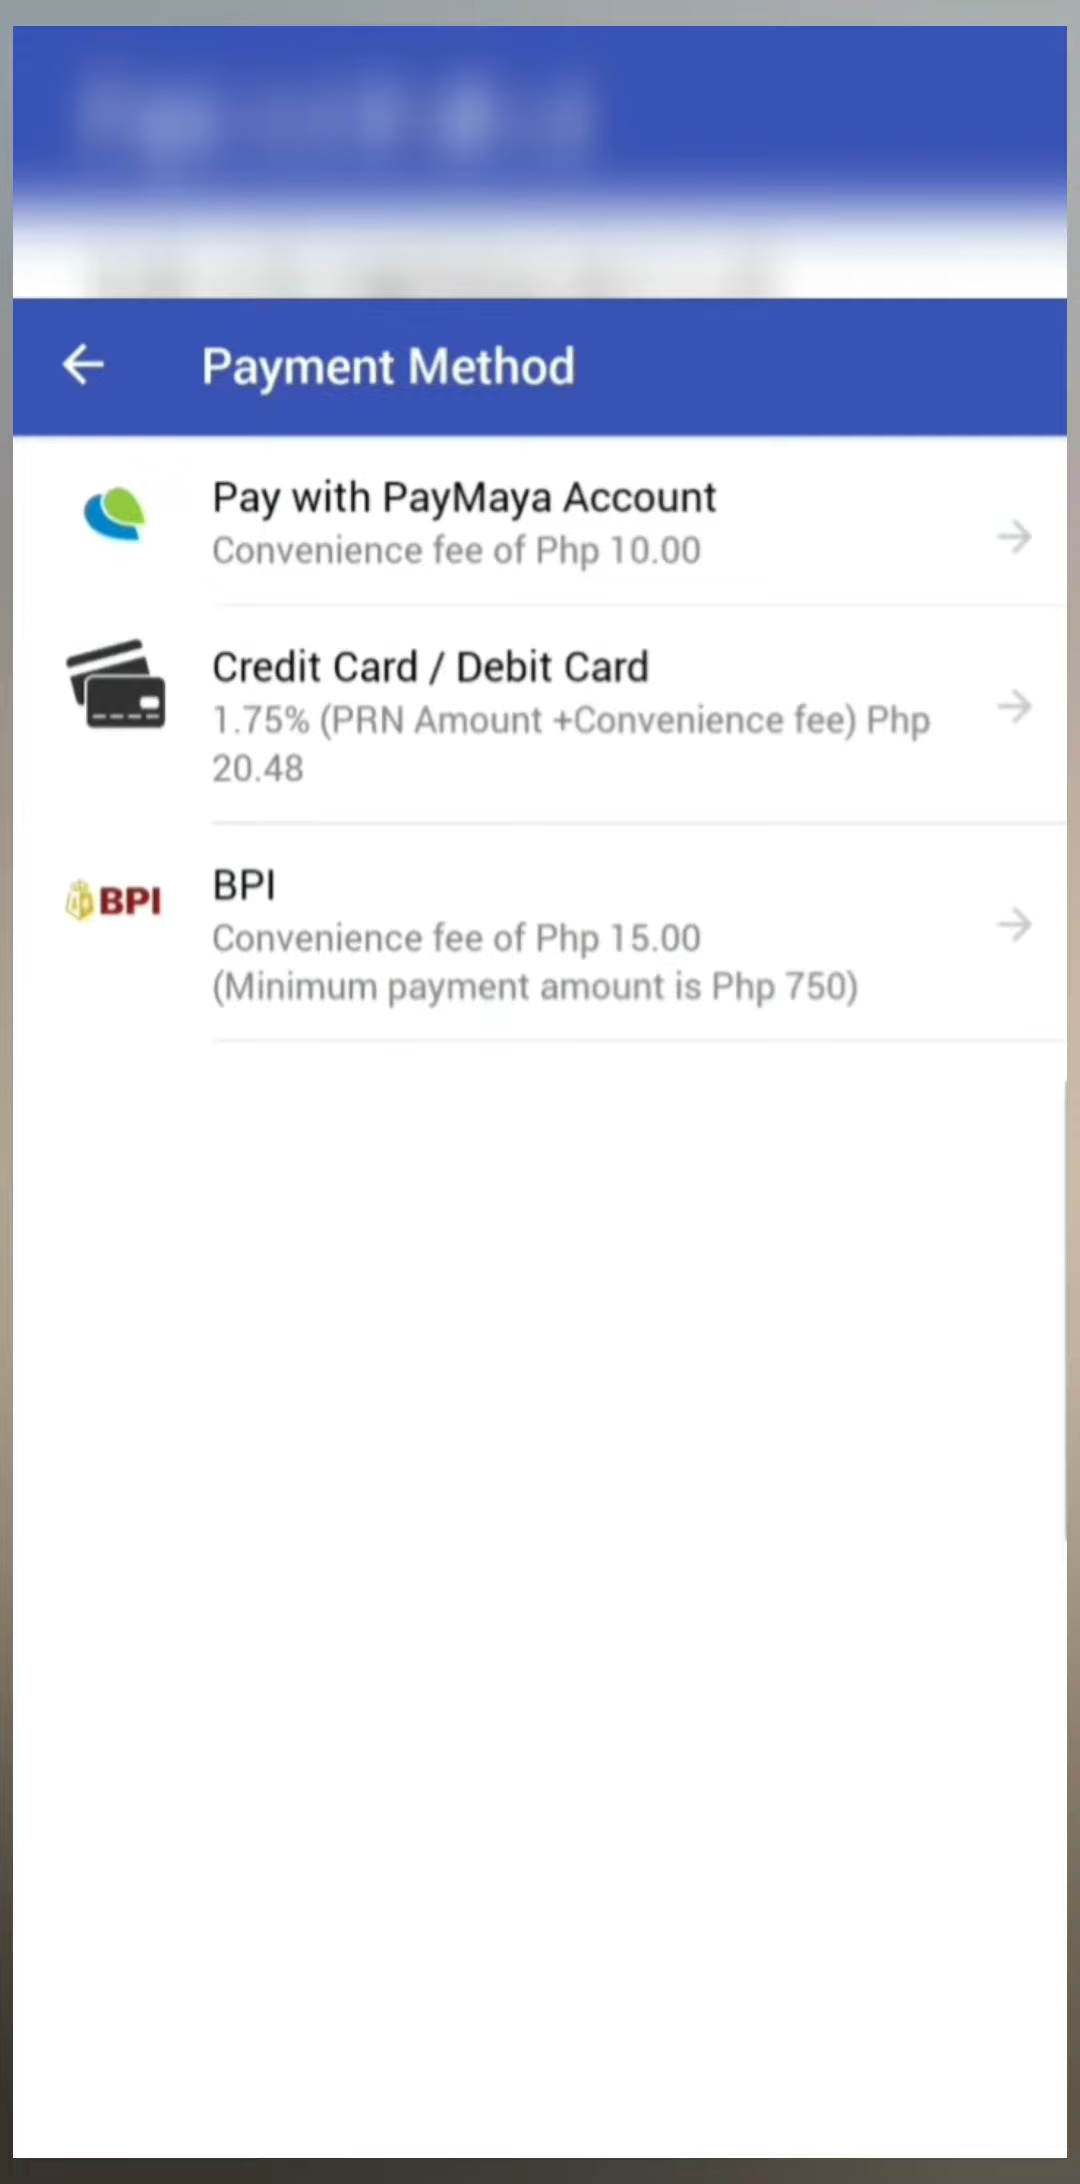 Payment Method
Pay with PayMaya Account
Convenience fee of Php 10.00
Credit Card / Debit Card
1.75% (PRN Amount +Convenience fee) Php
20.48
BPI
BPI
Convenience fee of Php 15.00
(Minimum payment amount is Php 750)